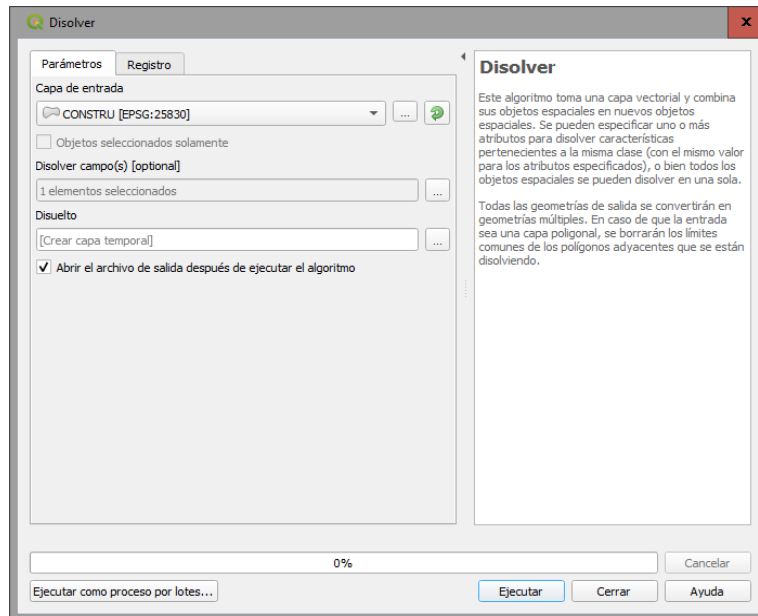 Disolver
x
Parámetros
Registro
Capa de entrada
CONSTRU [EPSG:25830]
...
Objetos seleccionados solamente
Disolver campo(s) [optional]
1 elementos seleccionados
...
Disuelto
[Crear capa temporal]
...
Abrir el archivo de salida después de ejecutar el algoritmo
Disolver
Este algoritmo toma una capa vectorial y combina
sus objetos espaciales en nuevos objetos
espaciales. Se pueden especificar uno o más
atributos para disolver características
pertenecientes a la misma clase (con el mismo valor
para los atributos especificados), o bien todos los
objetos espaciales se pueden disolver en una sola.
Todas las geometrías de salida se convertirán en
geometrías múltiples. En caso de que la entrada
sea una capa poligonal, se borrarán los límites
comunes de los polígonos adyacentes que se están
disolviendo.
0%
Cancelar
Ejecutar como proceso por lotes...
Ejecutar
Cerrar
Ayuda